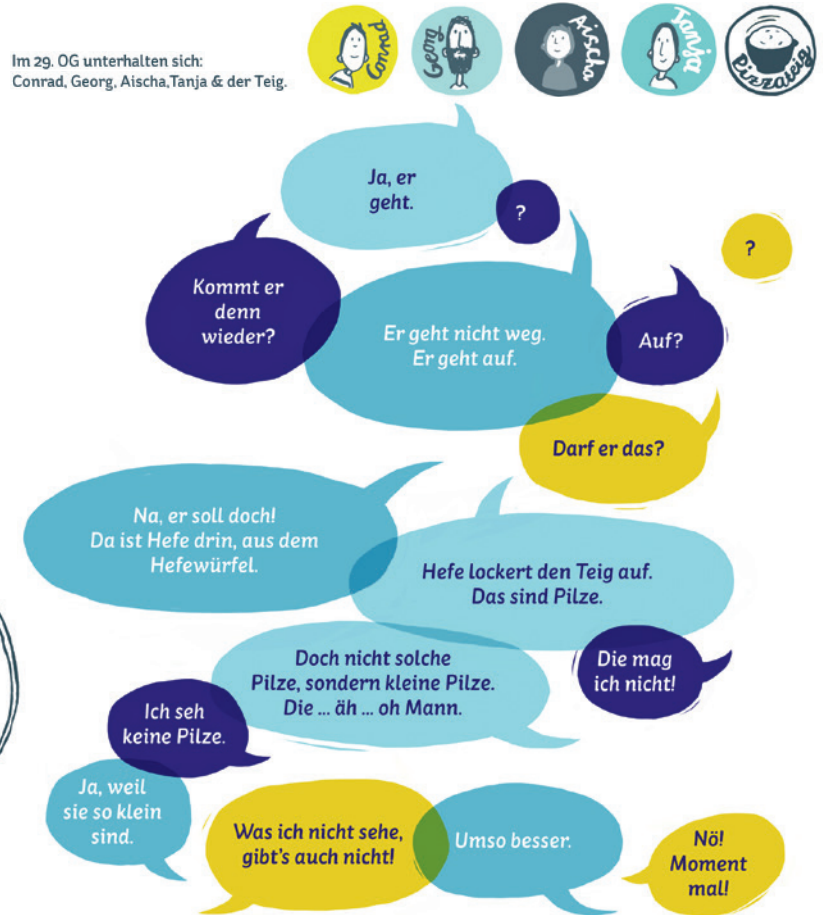 Im 29. OG unterhalten sich:
Conrad, Georg, Aischa,Tanja & der Teig.
Conrad
Georg
Aischa
Tanja
Pizzateig
Ja, er
geht.
?
?
Kommt er
denn
wieder?
Er geht nicht weg.
Er geht auf.
Auf?
Darf er das?
Na, er soll doch!
Da ist Hefe drin, aus dem
Hefewürfel.
Hefe lockert den Teig auf.
Das sind Pilze.
Die mag
ich nicht!
Doch nicht solche
Pilze, sondern kleine Pilze.
Die ... äh ... oh Mann.
Ich seh
keine Pilze.
Ja, weil
sie so klein
sind.
Was ich nicht sehe,
gibt's auch nicht!
Umso besser.
Nö!
Moment
mal!